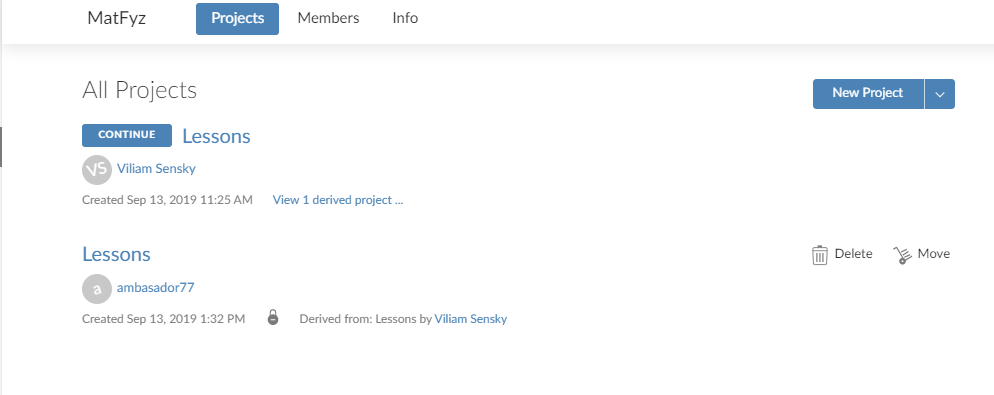 MatFyz Projects Members Info
All Projects
New Project
CONTINUE Lessons
VS Viliam Sensky
Created Sep 13, 2019 11:25 AM View 1 derived project ...
Lessons Delete Move
a ambasador77
Created Sep 13, 2019 1:32 PM Derived from: Lessons by Viliam Sensky